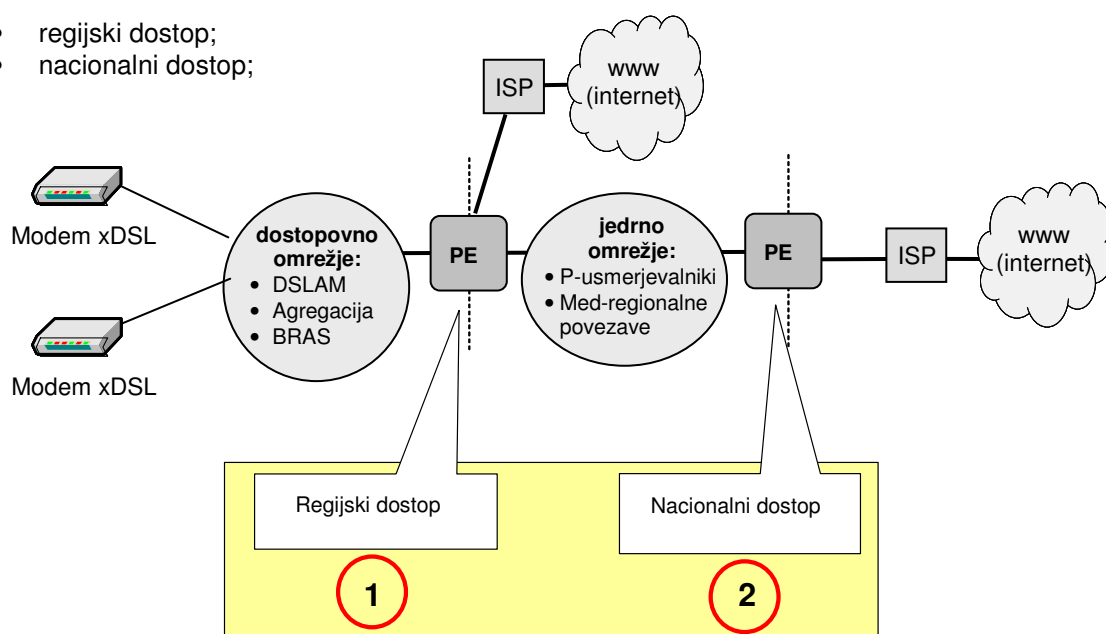 • regijski dostop;
• nacionalni dostop;
ISP
www
(internet)
Modem xDSL
dostopovno
omrežje:
• DSLAM
• Agregacija
• BRAS
PE
jedrno
omrežje:
• P-usmerjevalniki
• Med-regionalne
povezave
PE
ISP
www
(internet)
Modem xDSL
Regijski dostop
Nacionalni dostop
1
2